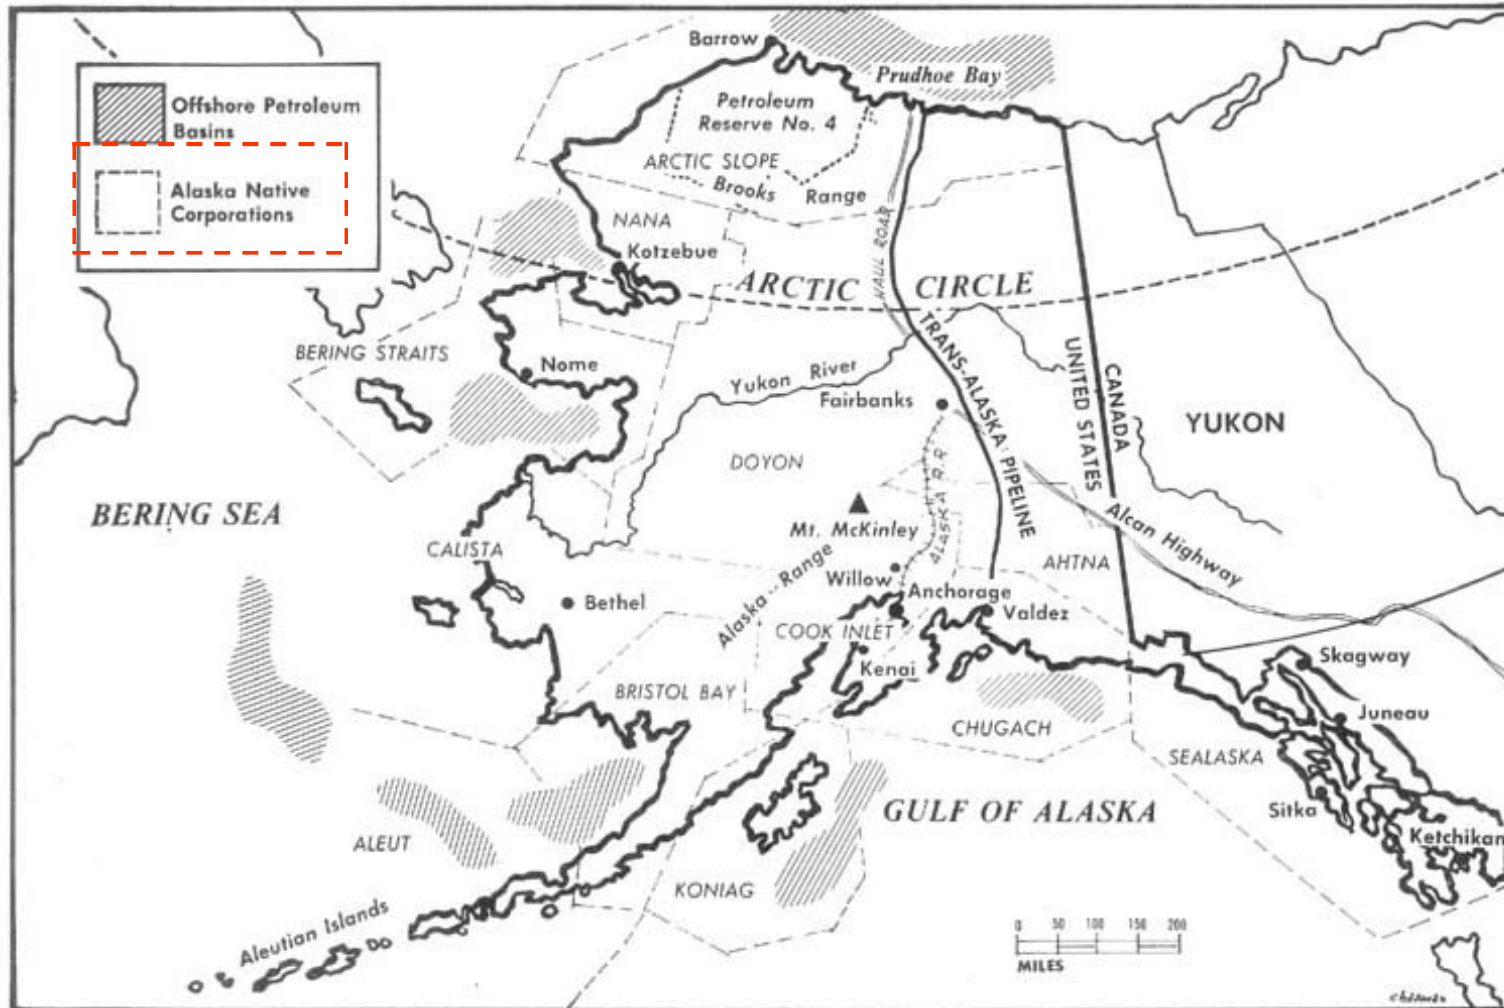 Barrow
Prudhoe Bay
Offshore Petroleum
Basins
Petroleum
Reserve No. 4
ARCTIC SLOPE
Brooks Range
Alaska Native
Corporations
NANA
HAUL ROAR
Kotzebue
ARCTIC CIRCLE
BERING STRAITS
Nome
Yukon River
TRANS-ALASKA PIPELINE
UNITED STATES
CANADA
Fairbanks
YUKON
DOYON
ALASKA R.R
BERING SEA
Mt. McKinley
Alcan Highway
CALISTA
AHTNA
Willow
Alaska Range
Anchorage
Bethel
Valdez
COOK INLET
Kenai
Skagway
BRISTOL BAY
Juneau
CHUGACH
SEALASKA
GULF OF ALASKA
Sitka
Ketchikan
ALEUT
KONIAG
Aleutian Islands
0 50 100 150 200
MILES